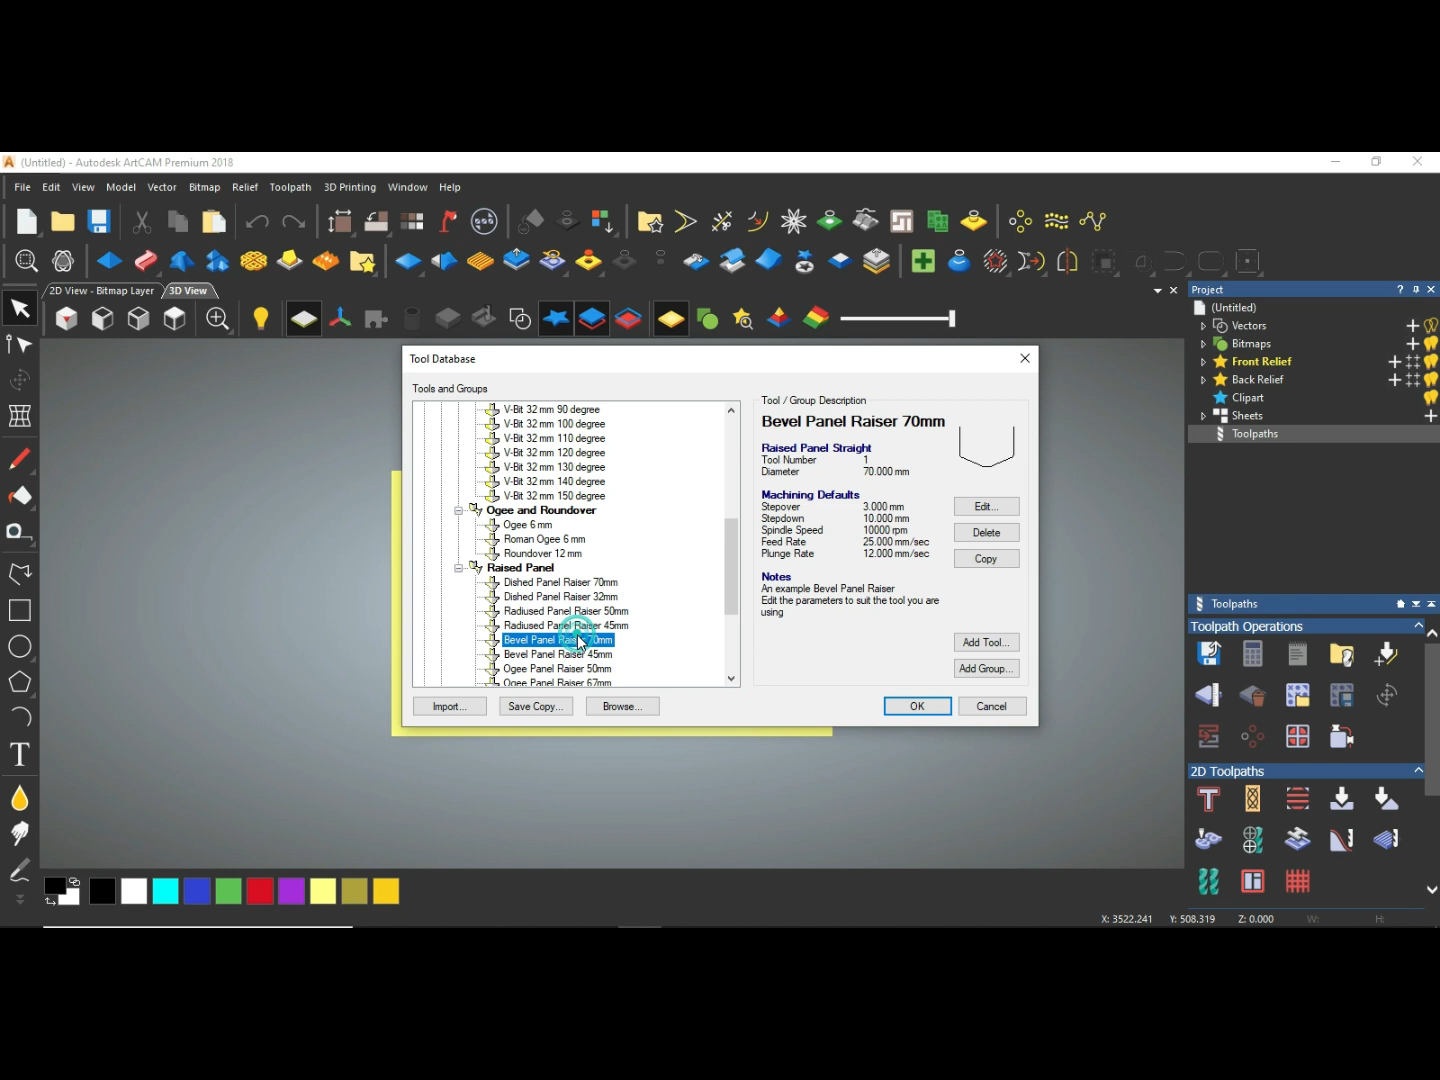 (Untitled) - Autodesk ArtCAM Premium 2018
File Edit View Model Vector Bitmap Relief Toolpath 3D Printing Window Help
2D View - Bitmap Layer 3D View
Project
(Untitled)
Vectors
Bitmaps
Front Relief
Back Relief
Clipart
Sheets
Toolpaths
Tool Database
Tools and Groups
V-Bit 32 mm 90 degree
V-Bit 32 mm 100 degree
V-Bit 32 mm 110 degree
V-Bit 32 mm 120 degree
V-Bit 32 mm 130 degree
V-Bit 32 mm 140 degree
V-Bit 32 mm 150 degree
Ogee and Roundover
Ogee 6 mm
Roman Ogee 6 mm
Roundover 12 mm
Raised Panel
Dished Panel Raiser 70mm
Dished Panel Raiser 32mm
Radiused Panel Raiser 50mm
Radiused Panel Raiser 45mm
Bevel Panel Raiser 70mm
Bevel Panel Raiser 45mm
Ogee Panel Raiser 50mm
Ogee Panel Raiser 67mm
Import... Save Copy... Browse...
Tool / Group Description
Bevel Panel Raiser 70mm
Raised Panel Straight
Tool Number 1
Diameter 70.000 mm
Machining Defaults
Stepover 3.000 mm
Stepdown 10.000 mm
Spindle Speed 10000 rpm
Feed Rate 25.000 mm/sec
Plunge Rate 12.000 mm/sec
Notes
An example Bevel Panel Raiser
Edit the parameters to suit the tool you are
using
Edit...
Delete
Copy
Add Tool...
Add Group...
OK Cancel
Toolpaths
Toolpath Operations
2D Toolpaths
X: 3522.241 Y: 508.319 Z: 0.000 W: H: